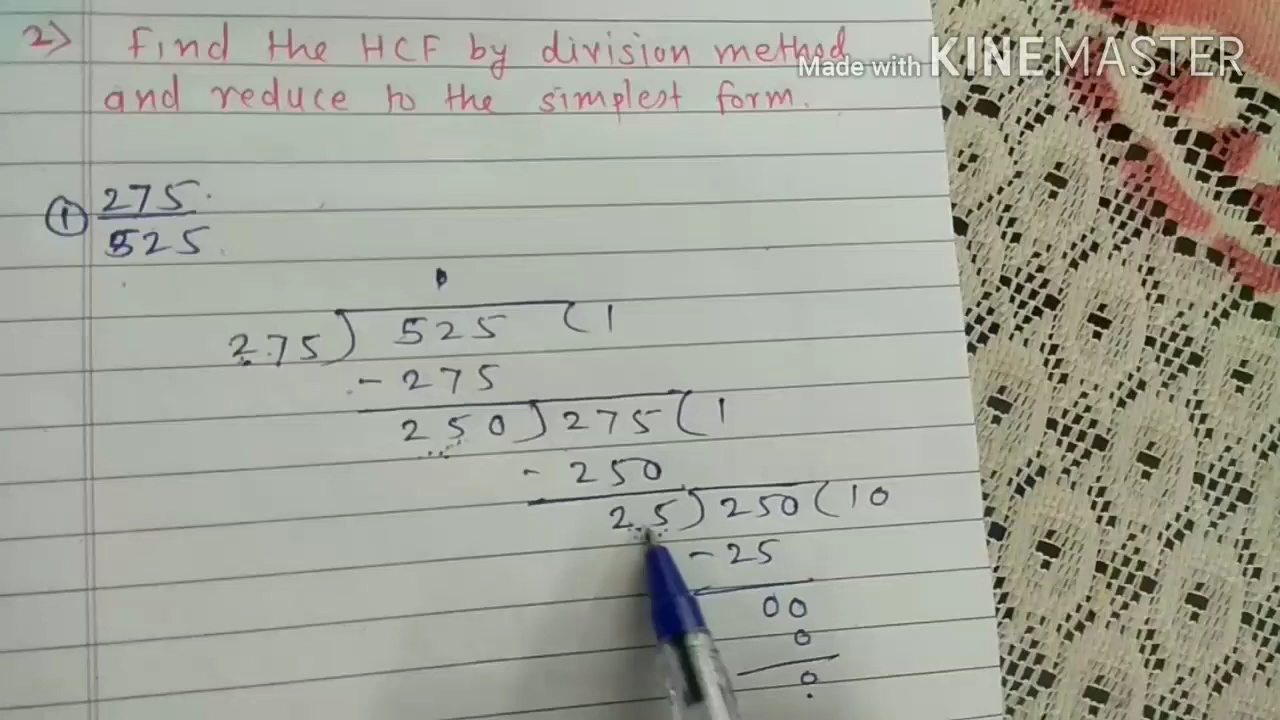 2) Find the HCF by division method
Made with KINEMASTER
and reduce to the simplest form.
① 275
525
275) 525 (1
- 275
250) 275 (1
- 250
25) 250 (10
- 25
00
0
0